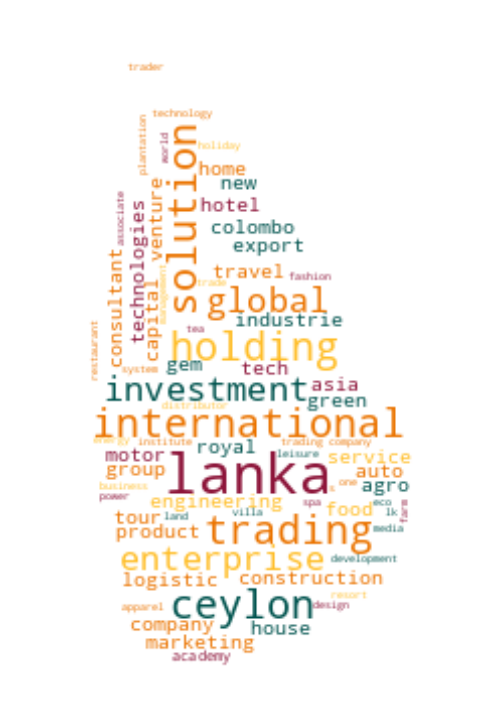 trader
technology
plantation
world
solution
holiday
home
new
venture
associate
technologies
hotel
colombo
export
consultant
capital
management
travel
fashion
trade
global
industrie
restaurant
tea
holding
system
gem
tech
investment
asia
green
distributor
international
energy
institute
royal
trading company
motor
lanka
leisure
service
group
auto
business
one
agro
power
s
engineering
spa
food
eco
lk
farm
tour
land
villa
product
trading
media
enterprise
development
logistic
construction
resort
apparel
ceylon
design
company
house
marketing
academy